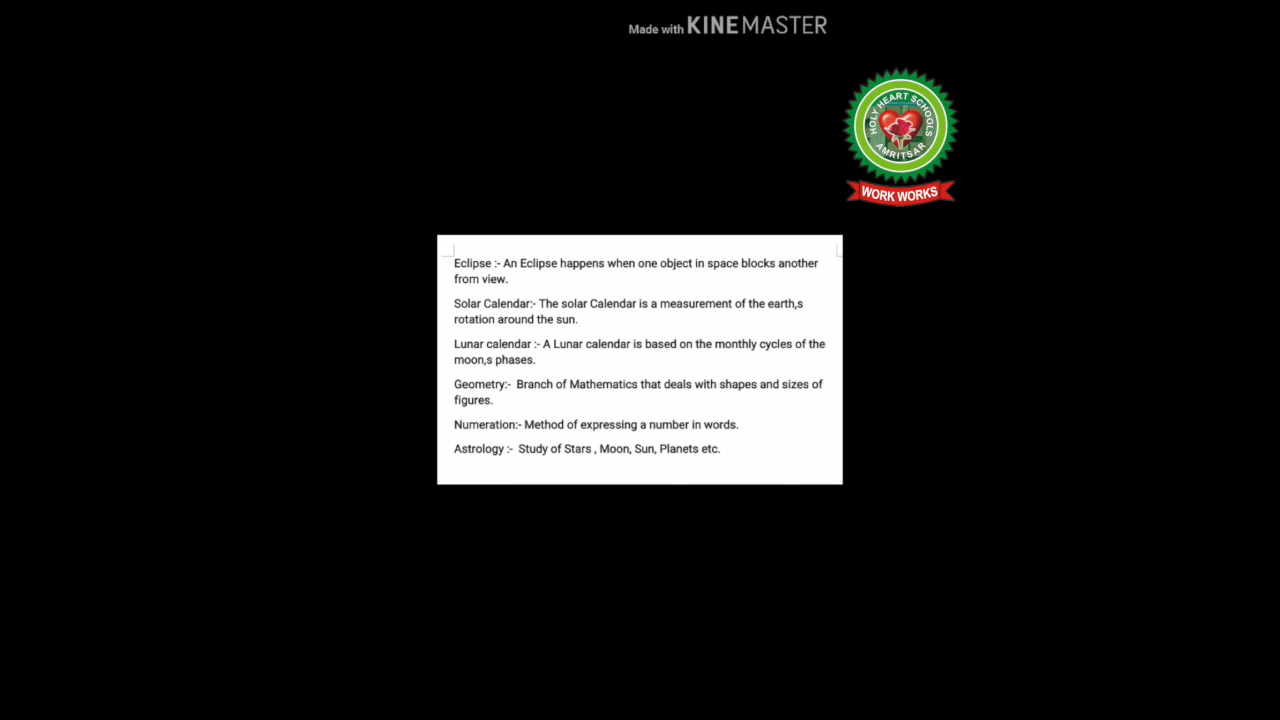 Made with KINEMASTER
HOLY HEART SCHOOLS
AMRITSAR
WORK WORKS
Eclipse :- An Eclipse happens when one object in space blocks another
from view.
Solar Calendar:- The solar Calendar is a measurement of the earth,s
rotation around the sun.
Lunar calendar :- A Lunar calendar is based on the monthly cycles of the
moon,s phases.
Geometry:- Branch of Mathematics that deals with shapes and sizes of
figures.
Numeration:- Method of expressing a number in words.
Astrology :- Study of Stars , Moon, Sun, Planets etc.